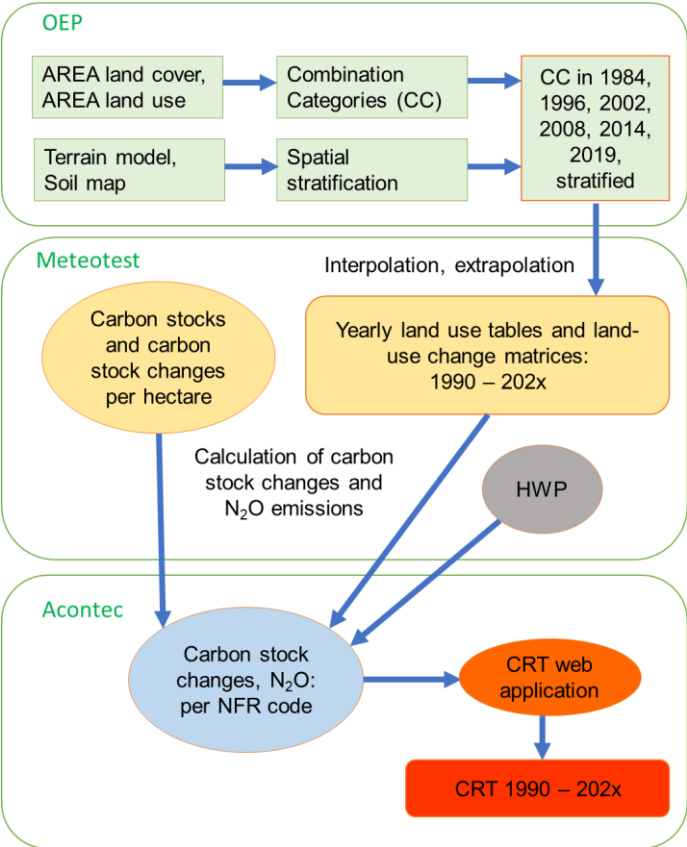 OEP
AREA land cover,
AREA land use
Combination
Categories (CC)
CC in 1984,
1996, 2002,
2008, 2014,
2019,
stratified
Terrain model,
Soil map
Spatial
stratification
Meteotest
Interpolation, extrapolation
Carbon stocks
and carbon
stock changes
per hectare
Yearly land use tables and land-
use change matrices:
1990 – 202x
Calculation of carbon
stock changes and
N₂O emissions
HWP
Acontec
Carbon stock
changes, N₂O:
per NFR code
CRT web
application
CRT 1990 – 202x